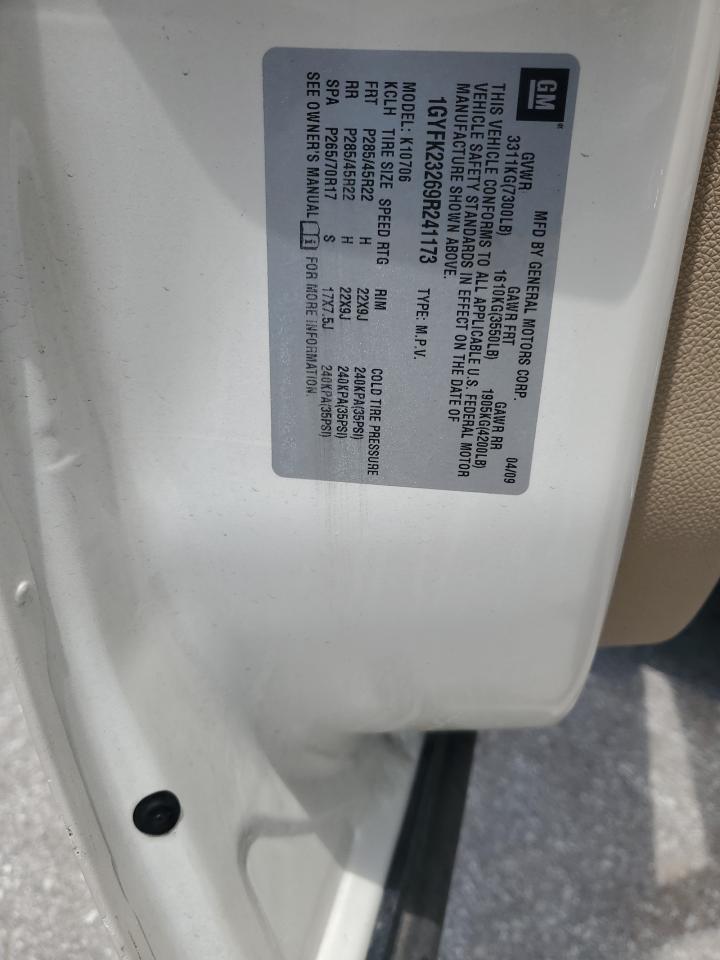 GM
MFD BY GENERAL MOTORS CORP. 04/09
GVWR GAWR FRT GAWR RR
3311KG(7300LB) 1610KG(3550LB) 1905KG(4200LB)
THIS VEHICLE CONFORMS TO ALL APPLICABLE U.S. FEDERAL MOTOR
VEHICLE SAFETY STANDARDS IN EFFECT ON THE DATE OF
MANUFACTURE SHOWN ABOVE.
1GYFK23269R241173 TYPE: M.P.V.
MODEL: K10706
KCLH TIRE SIZE SPEED RTG RIM COLD TIRE PRESSURE
FRT P285/45R22 H 22X9J 240KPA(35PSI)
RR P285/45R22 H 22X9J 240KPA(35PSI)
SPA P265/70R17 S 17X7.5J 240KPA(35PSI)
SEE OWNER'S MANUAL FOR MORE INFORMATION.